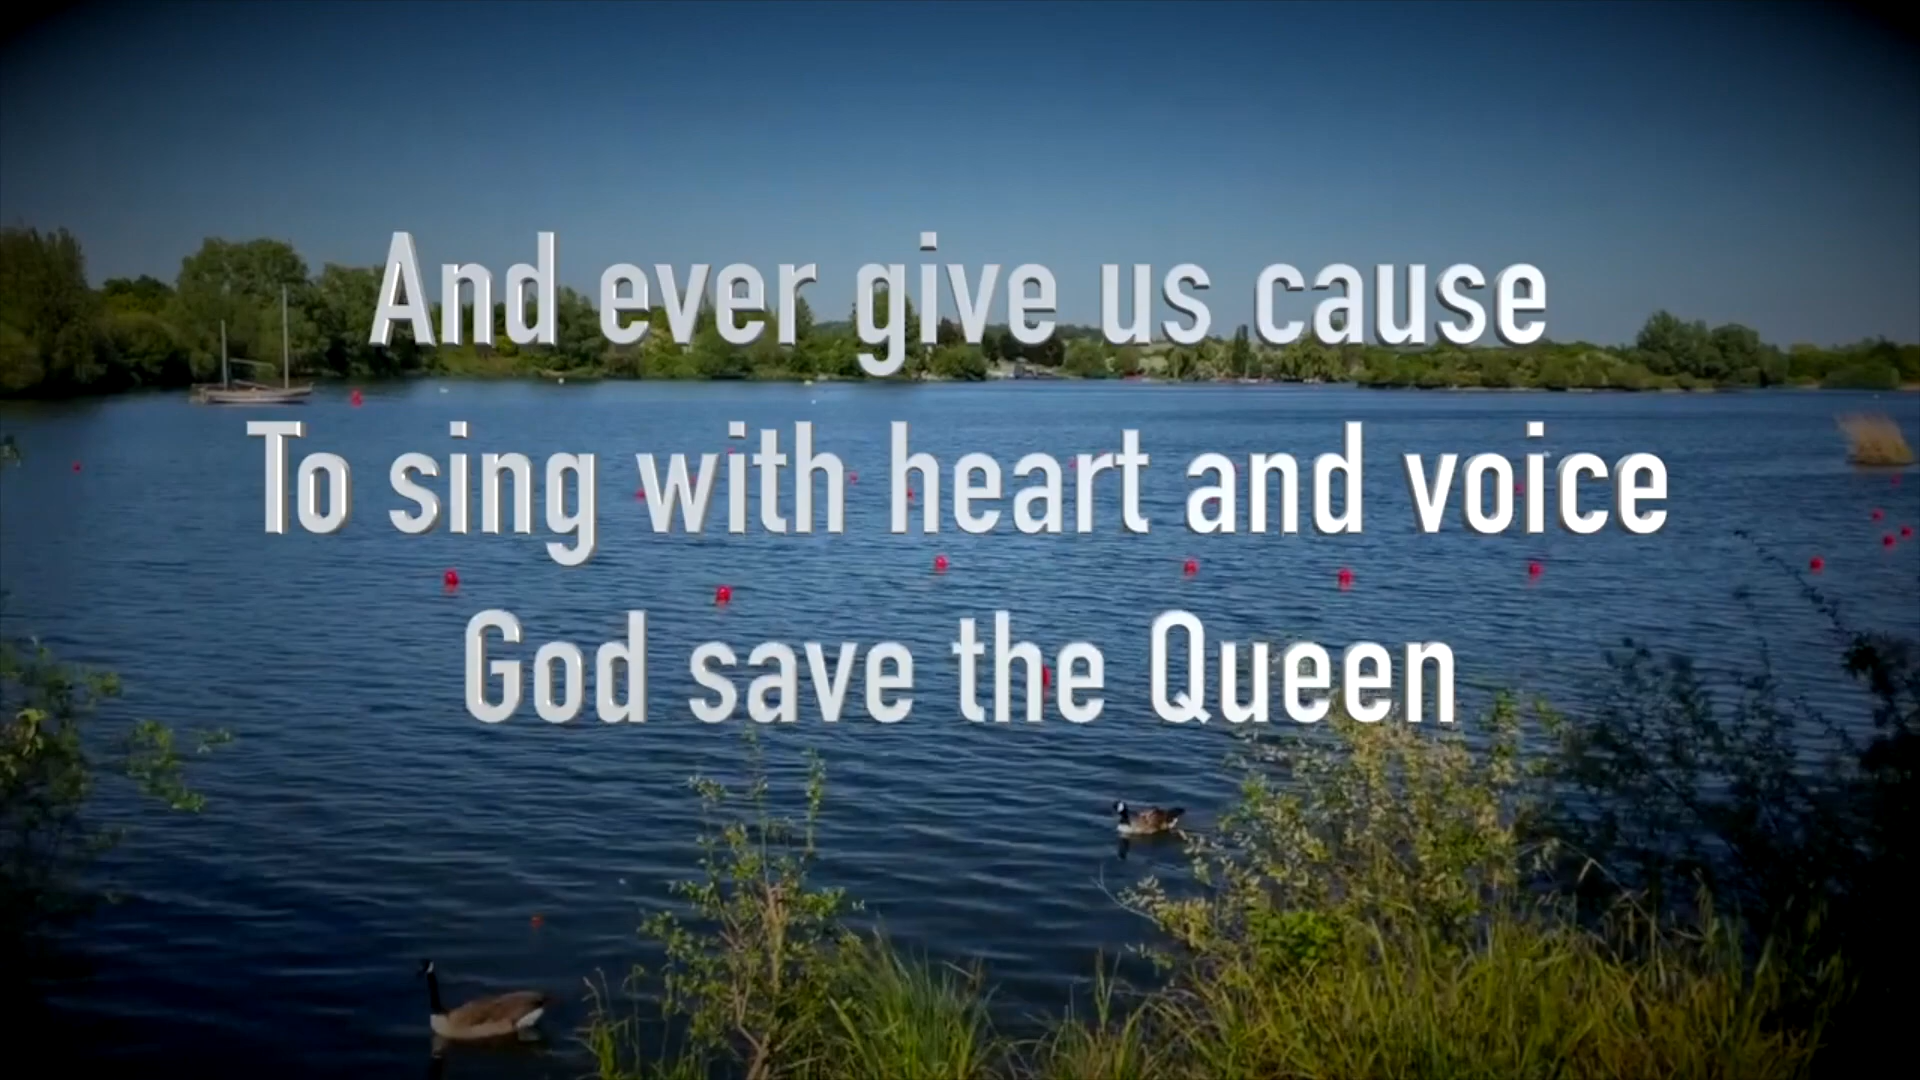 And ever give us cause
To sing with heart and voice
God save the Queen